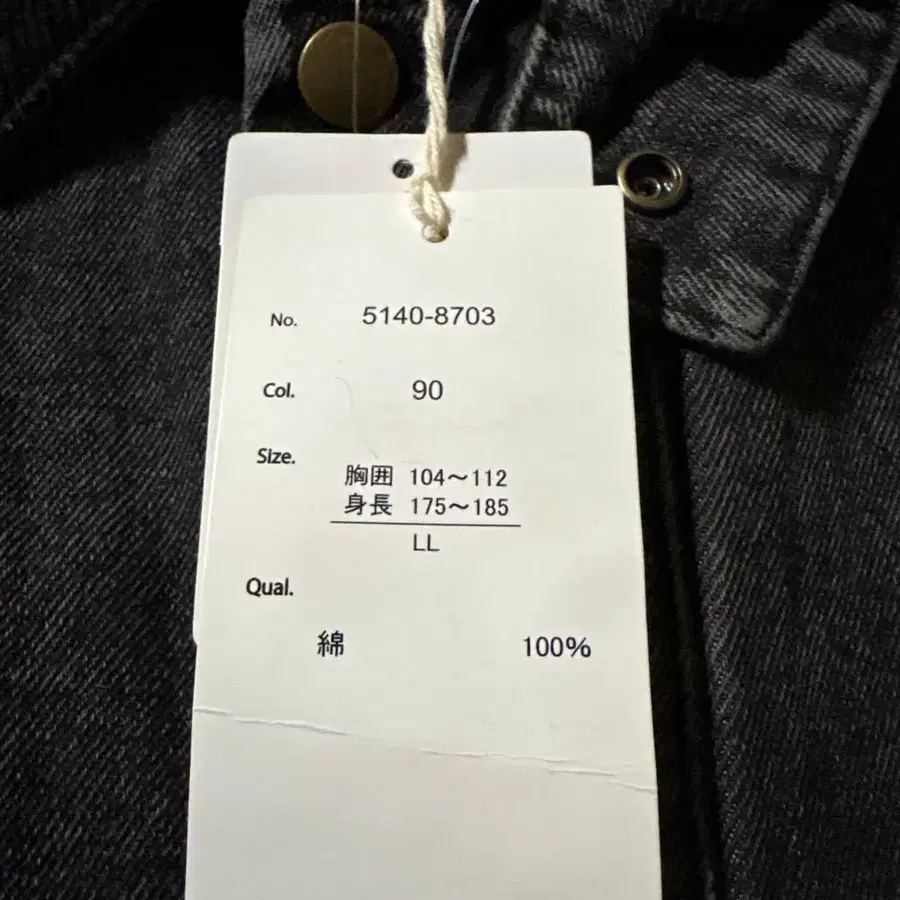 No. 5140-8703
Col. 90
Size.
胸囲 104～112
身長 175～185
LL
Qual.
綿 100%